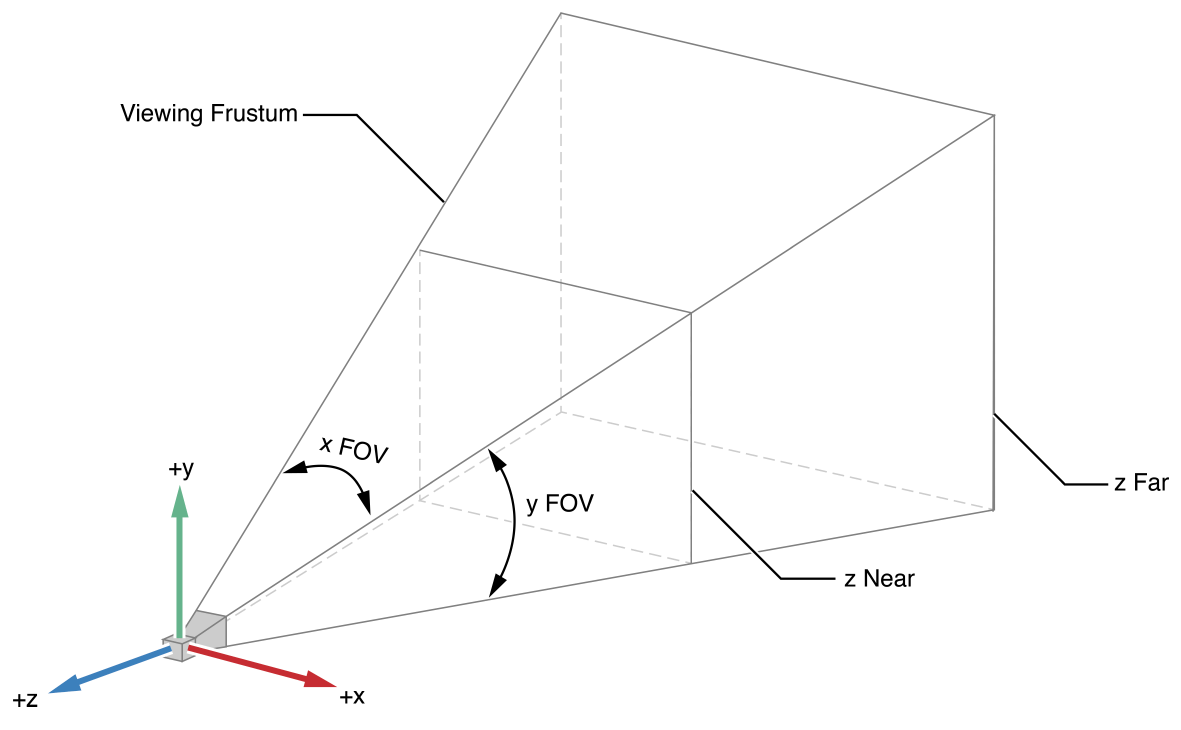 Viewing Frustum
x FOV
+y
z Far
y FOV
z Near
+z
+x